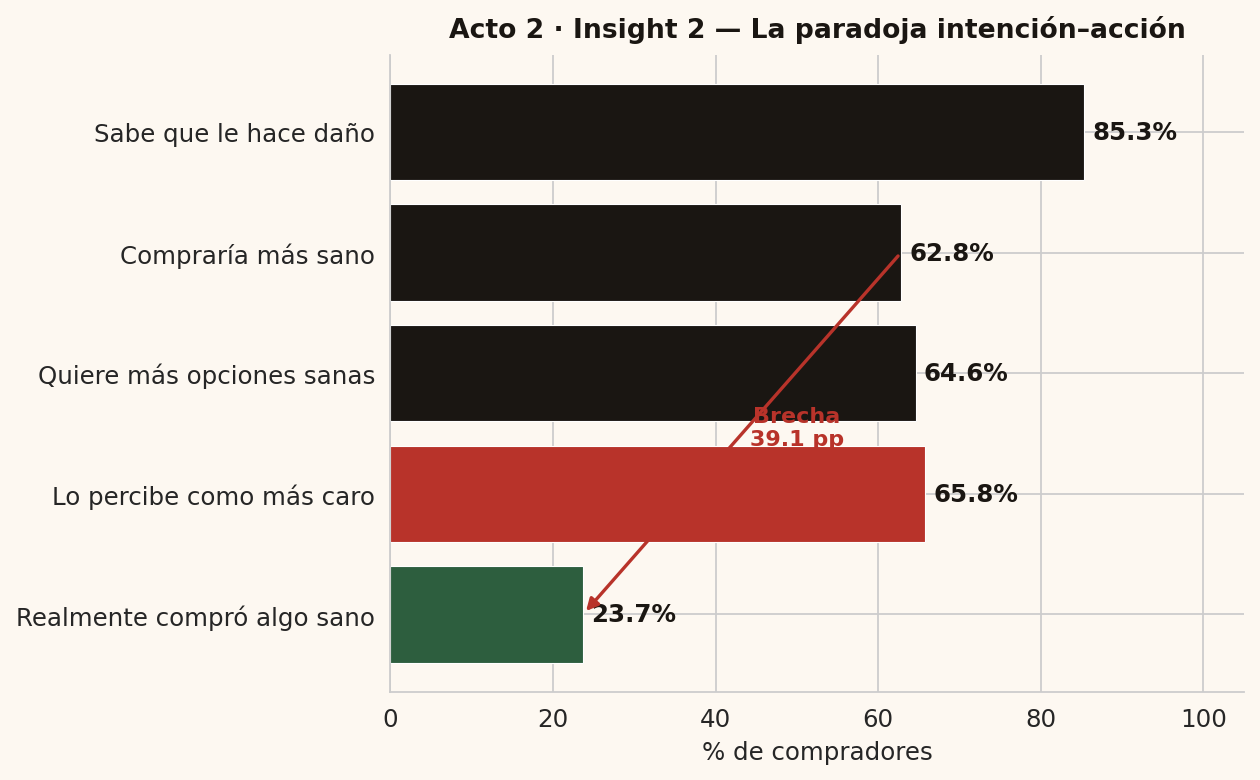 Acto 2 · Insight 2 — La paradoja intención–acción
Sabe que le hace daño
85.3%
Compraría más sano
62.8%
Quiere más opciones sanas
64.6%
Brecha
39.1 pp
Lo percibe como más caro
65.8%
Realmente compró algo sano
23.7%
0 20 40 60 80 100
% de compradores